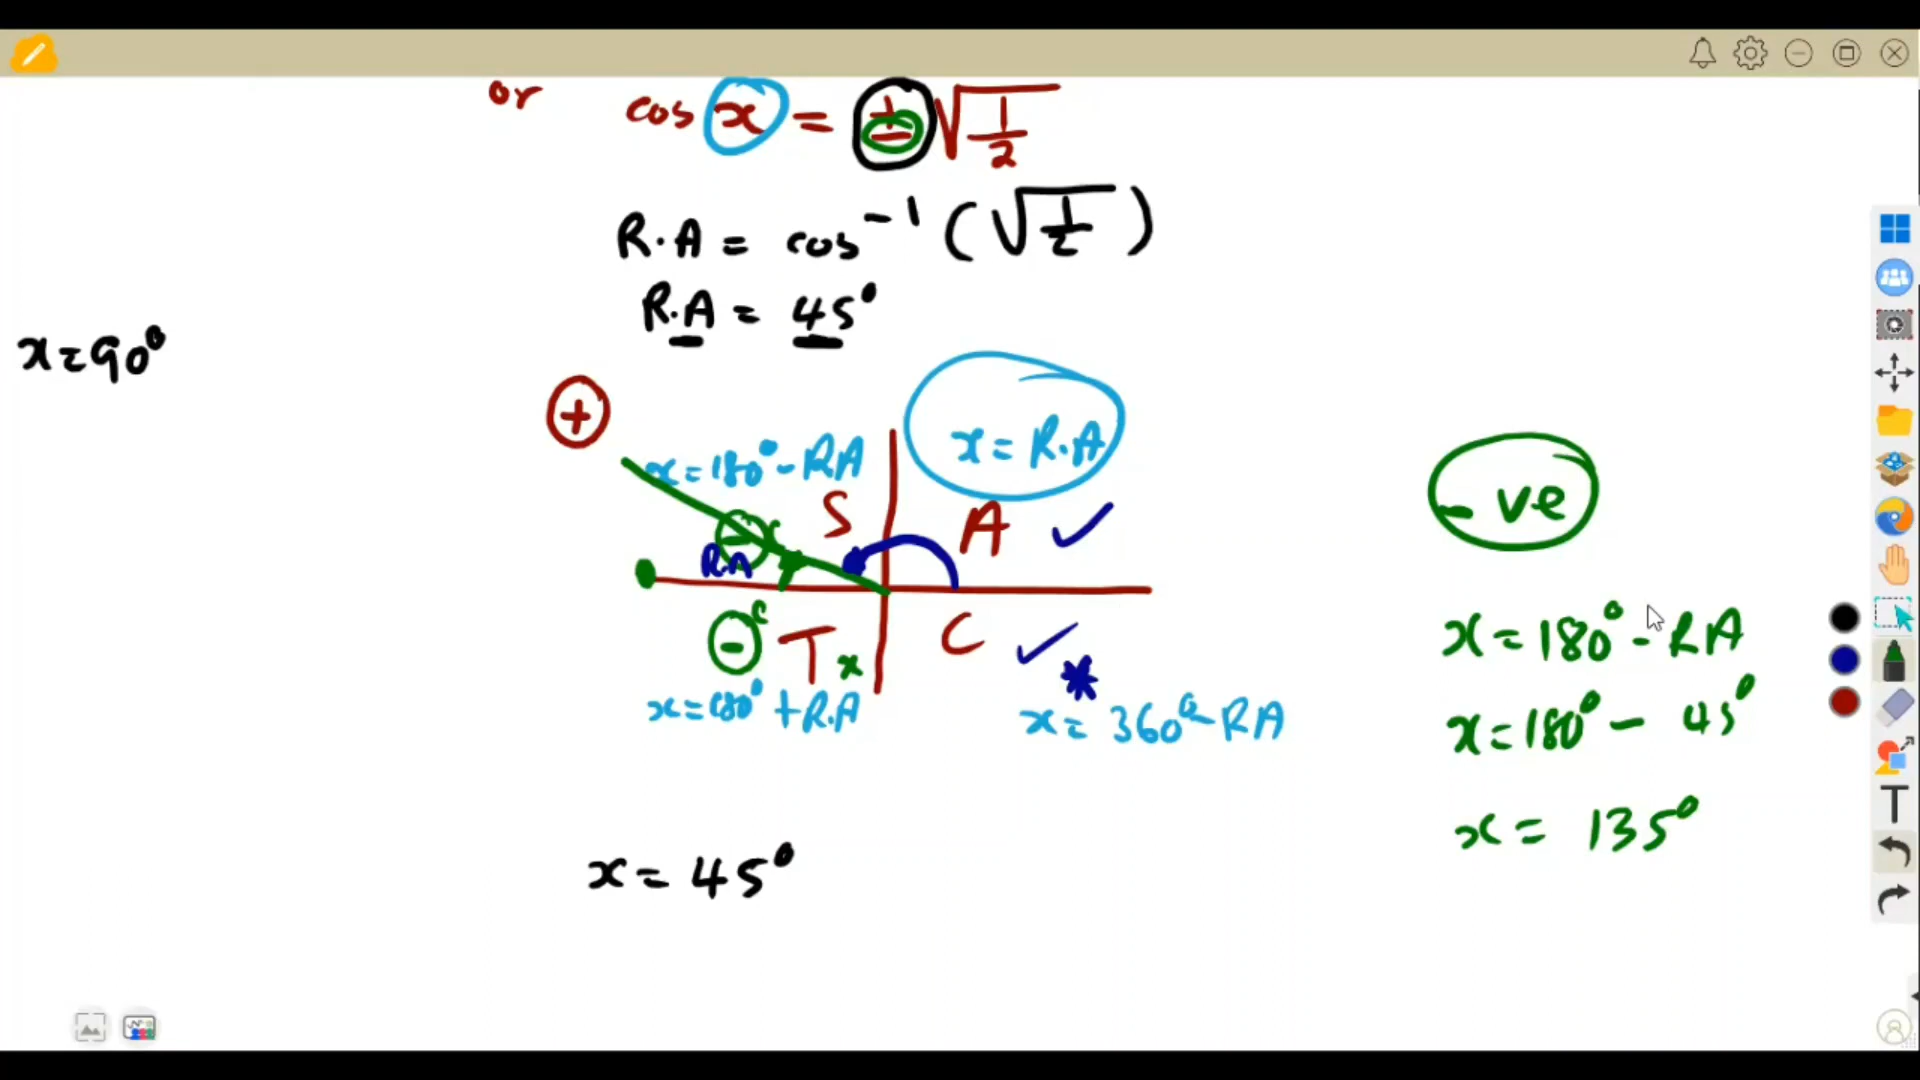 or cos x = ± √1/2
R.A = cos⁻¹ (√1/2)
R.A = 45°
x = 90°
+
x = 180° - RA
x = R.A
S
A ✓
- c
R.A
- ve
- c
T x
C ✓
*
x = 180° + R.A
x = 360° - RA
x = 180° - RA
x = 180° - 45°
x = 135°
x = 45°
T